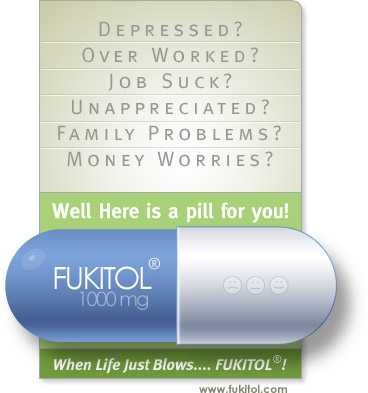 DEPRESSED?
OVER WORKED?
JOB SUCK?
UNAPPRECIATED?
FAMILY PROBLEMS?
MONEY WORRIES?
Well Here is a pill for you!
FUKITOL®
1000 mg
When Life Just Blows.... FUKITOL®!
www.fukitol.com